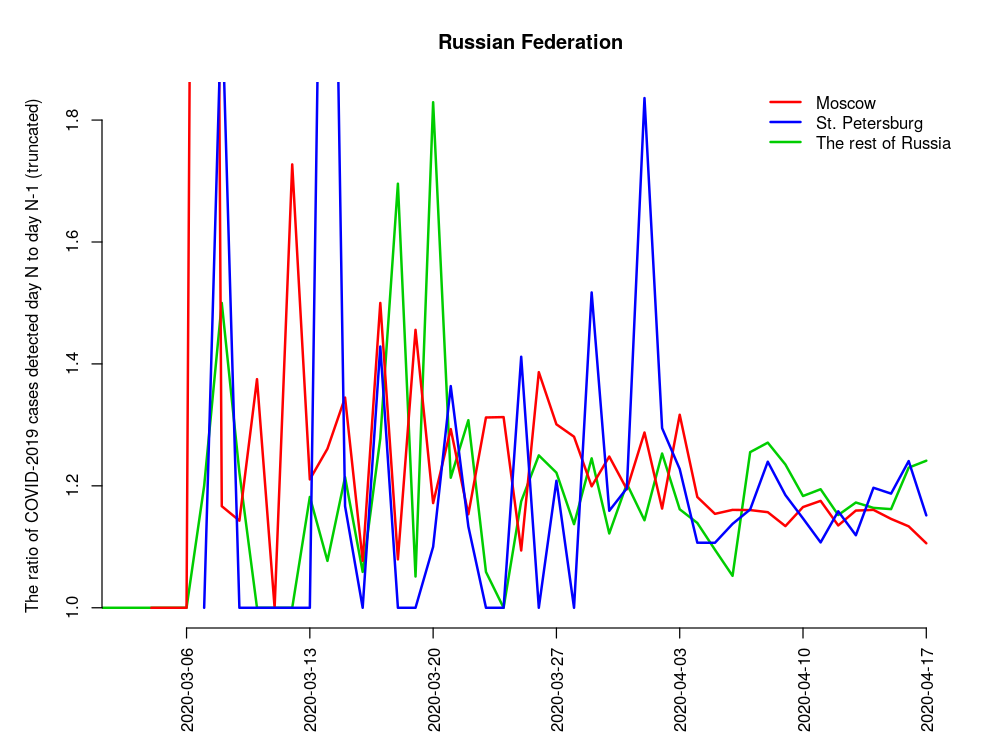 Russian Federation
The ratio of COVID-2019 cases detected day N to day N-1 (truncated)
1.8
1.6
1.4
1.2
1.0
Moscow
St. Petersburg
The rest of Russia
2020-03-06
2020-03-13
2020-03-20
2020-03-27
2020-04-03
2020-04-10
2020-04-17